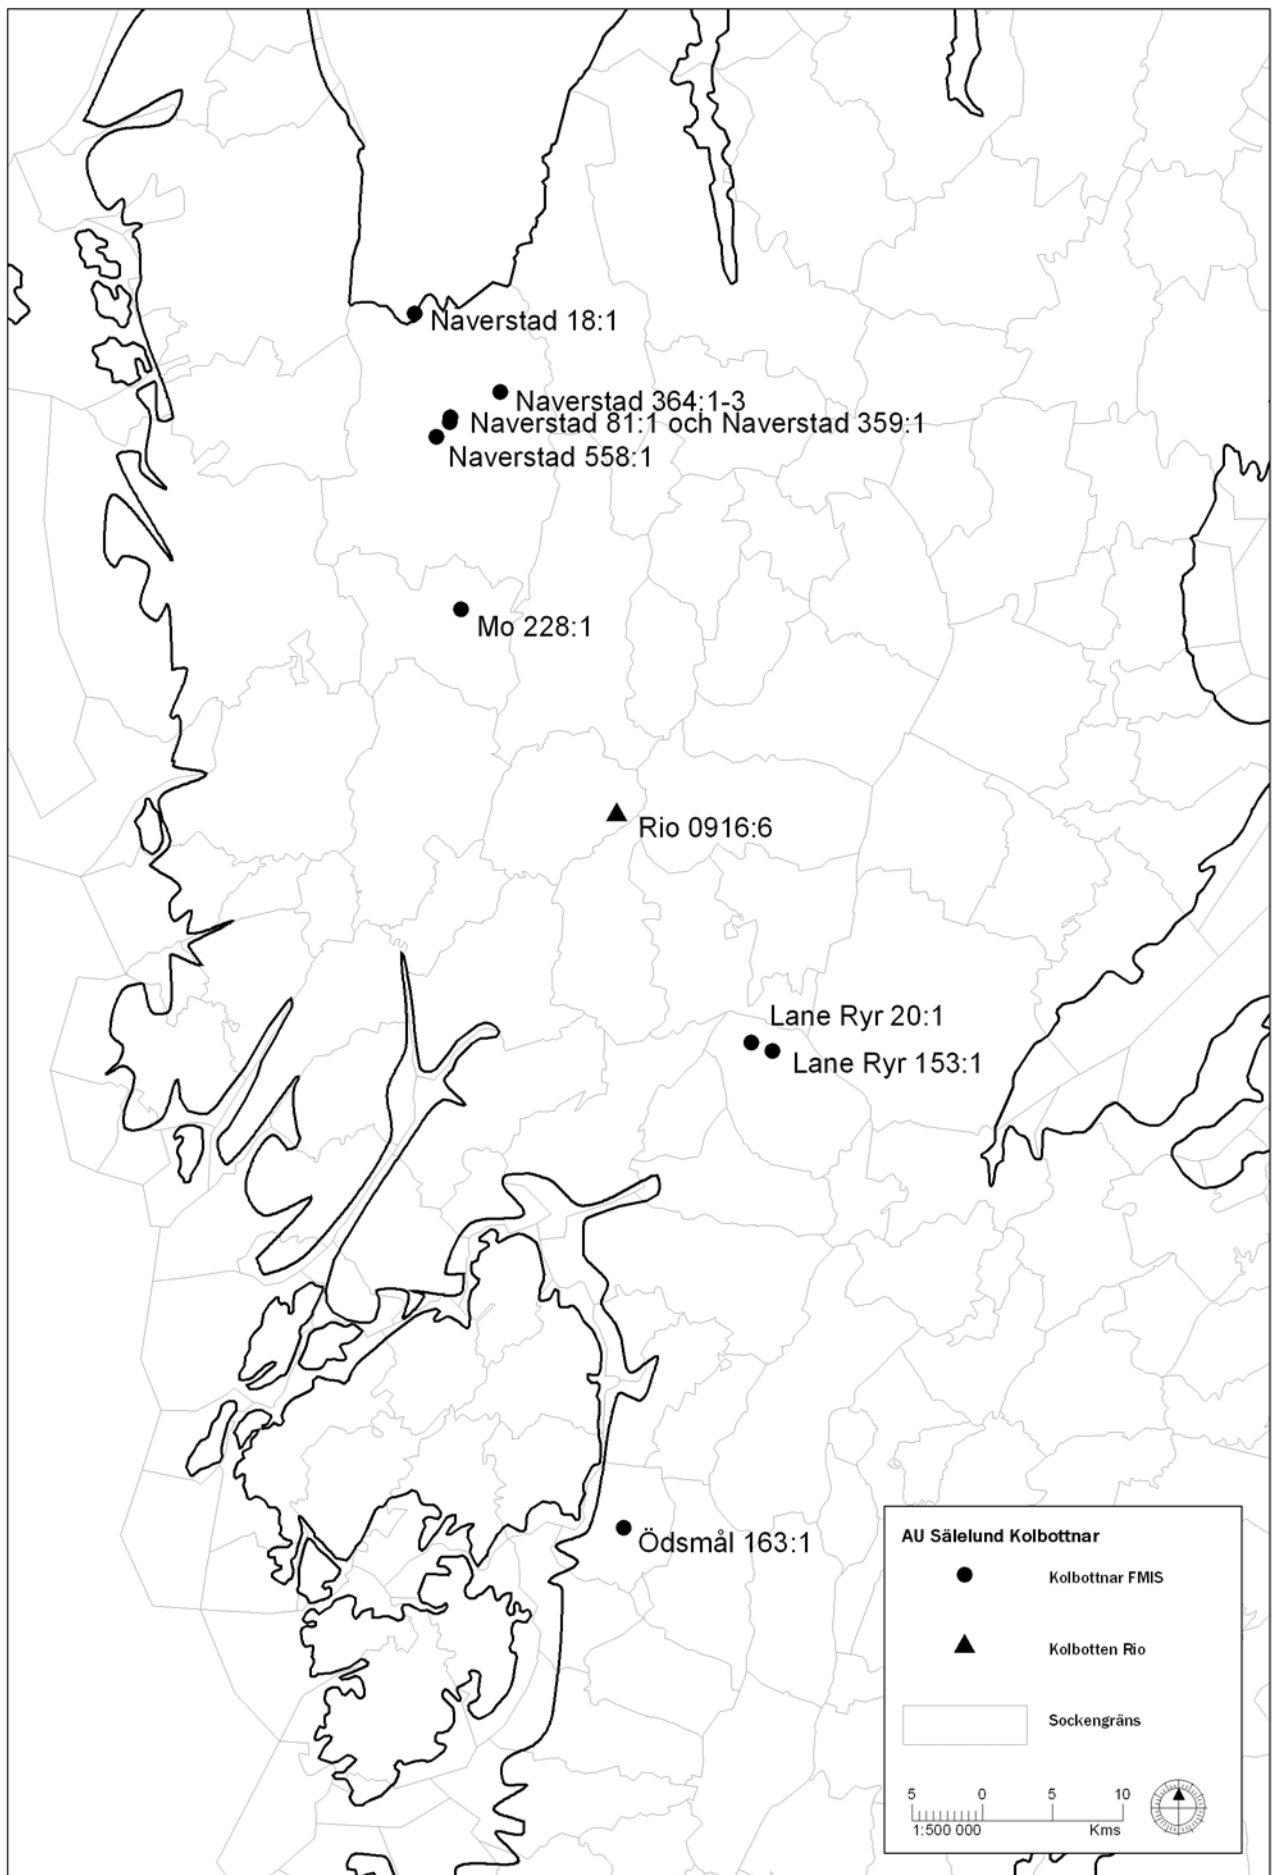 Naverstad 18:1
Naverstad 364:1-3
Naverstad 81:1 och Naverstad 359:1
Naverstad 558:1
Mo 228:1
Rio 0916:6
Lane Ryr 20:1
Lane Ryr 153:1
Ödsmål 163:1
AU Sälelund Kolbottnar
Kolbottnar FMIS
Kolbotten Rio
Sockengräns
5 0 5 10
1:500 000 Kms